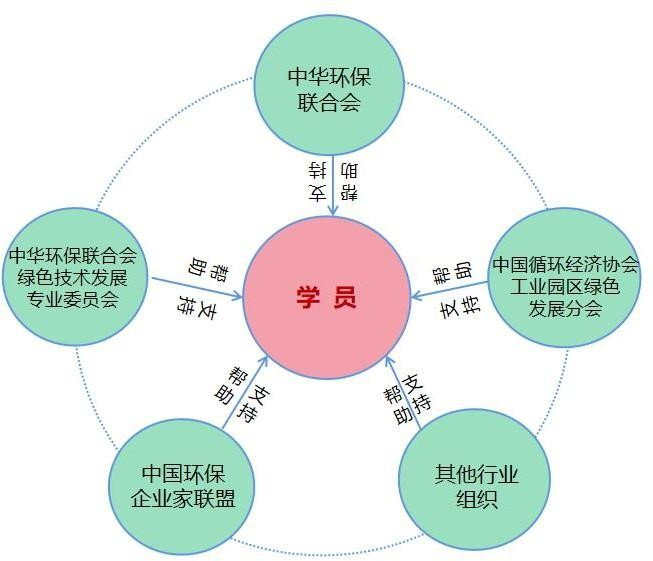 中华环保
联合会
支持
帮助
中华环保联合会
绿色技术发展
专业委员会
帮助
支持
学员
帮助
支持
中国循环经济协会
工业园区绿色
发展分会
帮助
支持
中国环保
企业家联盟
帮助
支持
其他行业
组织